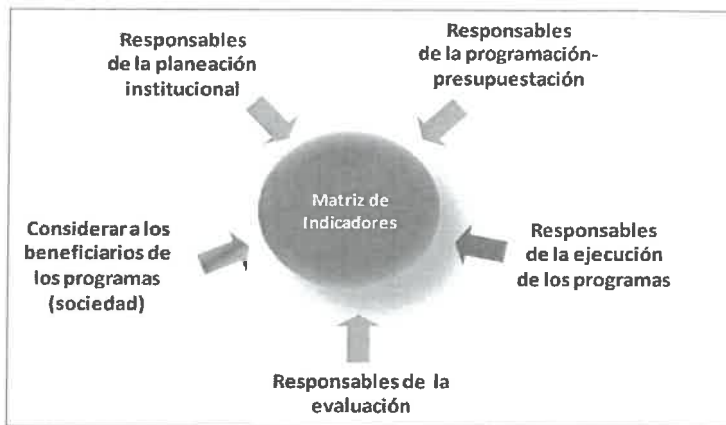 Responsables
de la planeación
institucional
Responsables
de la programación-
presupuestación
Matriz de
Indicadores
Considerar a los
beneficiarios de
los programas
(sociedad)
Responsables
de la ejecución
de los programas
Responsables de la
evaluación